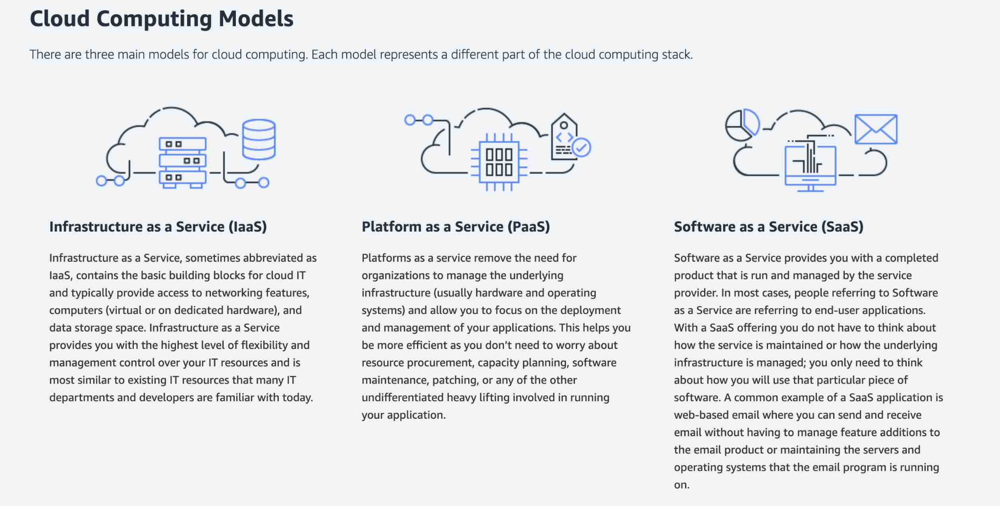 Cloud Computing Models
There are three main models for cloud computing. Each model represents a different part of the cloud computing stack.
Infrastructure as a Service (IaaS)
Infrastructure as a Service, sometimes abbreviated as
IaaS, contains the basic building blocks for cloud IT
and typically provide access to networking features,
computers (virtual or on dedicated hardware), and
data storage space. Infrastructure as a Service
provides you with the highest level of flexibility and
management control over your IT resources and is
most similar to existing IT resources that many IT
departments and developers are familiar with today.
Platform as a Service (PaaS)
Platforms as a service remove the need for
organizations to manage the underlying
infrastructure (usually hardware and operating
systems) and allow you to focus on the deployment
and management of your applications. This helps you
be more efficient as you don’t need to worry about
resource procurement, capacity planning, software
maintenance, patching, or any of the other
undifferentiated heavy lifting involved in running
your application.
Software as a Service (SaaS)
Software as a Service provides you with a completed
product that is run and managed by the service
provider. In most cases, people referring to Software
as a Service are referring to end-user applications.
With a SaaS offering you do not have to think about
how the service is maintained or how the underlying
infrastructure is managed; you only need to think
about how you will use that particular piece of
software. A common example of a SaaS application is
web-based email where you can send and receive
email without having to manage feature additions to
the email product or maintaining the servers and
operating systems that the email program is running
on.